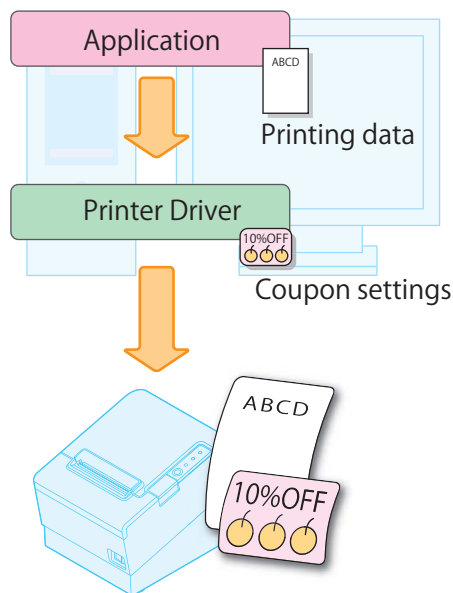 Application
ABCD
Printing data
Printer Driver
10%OFF
Coupon settings
ABCD
10%OFF